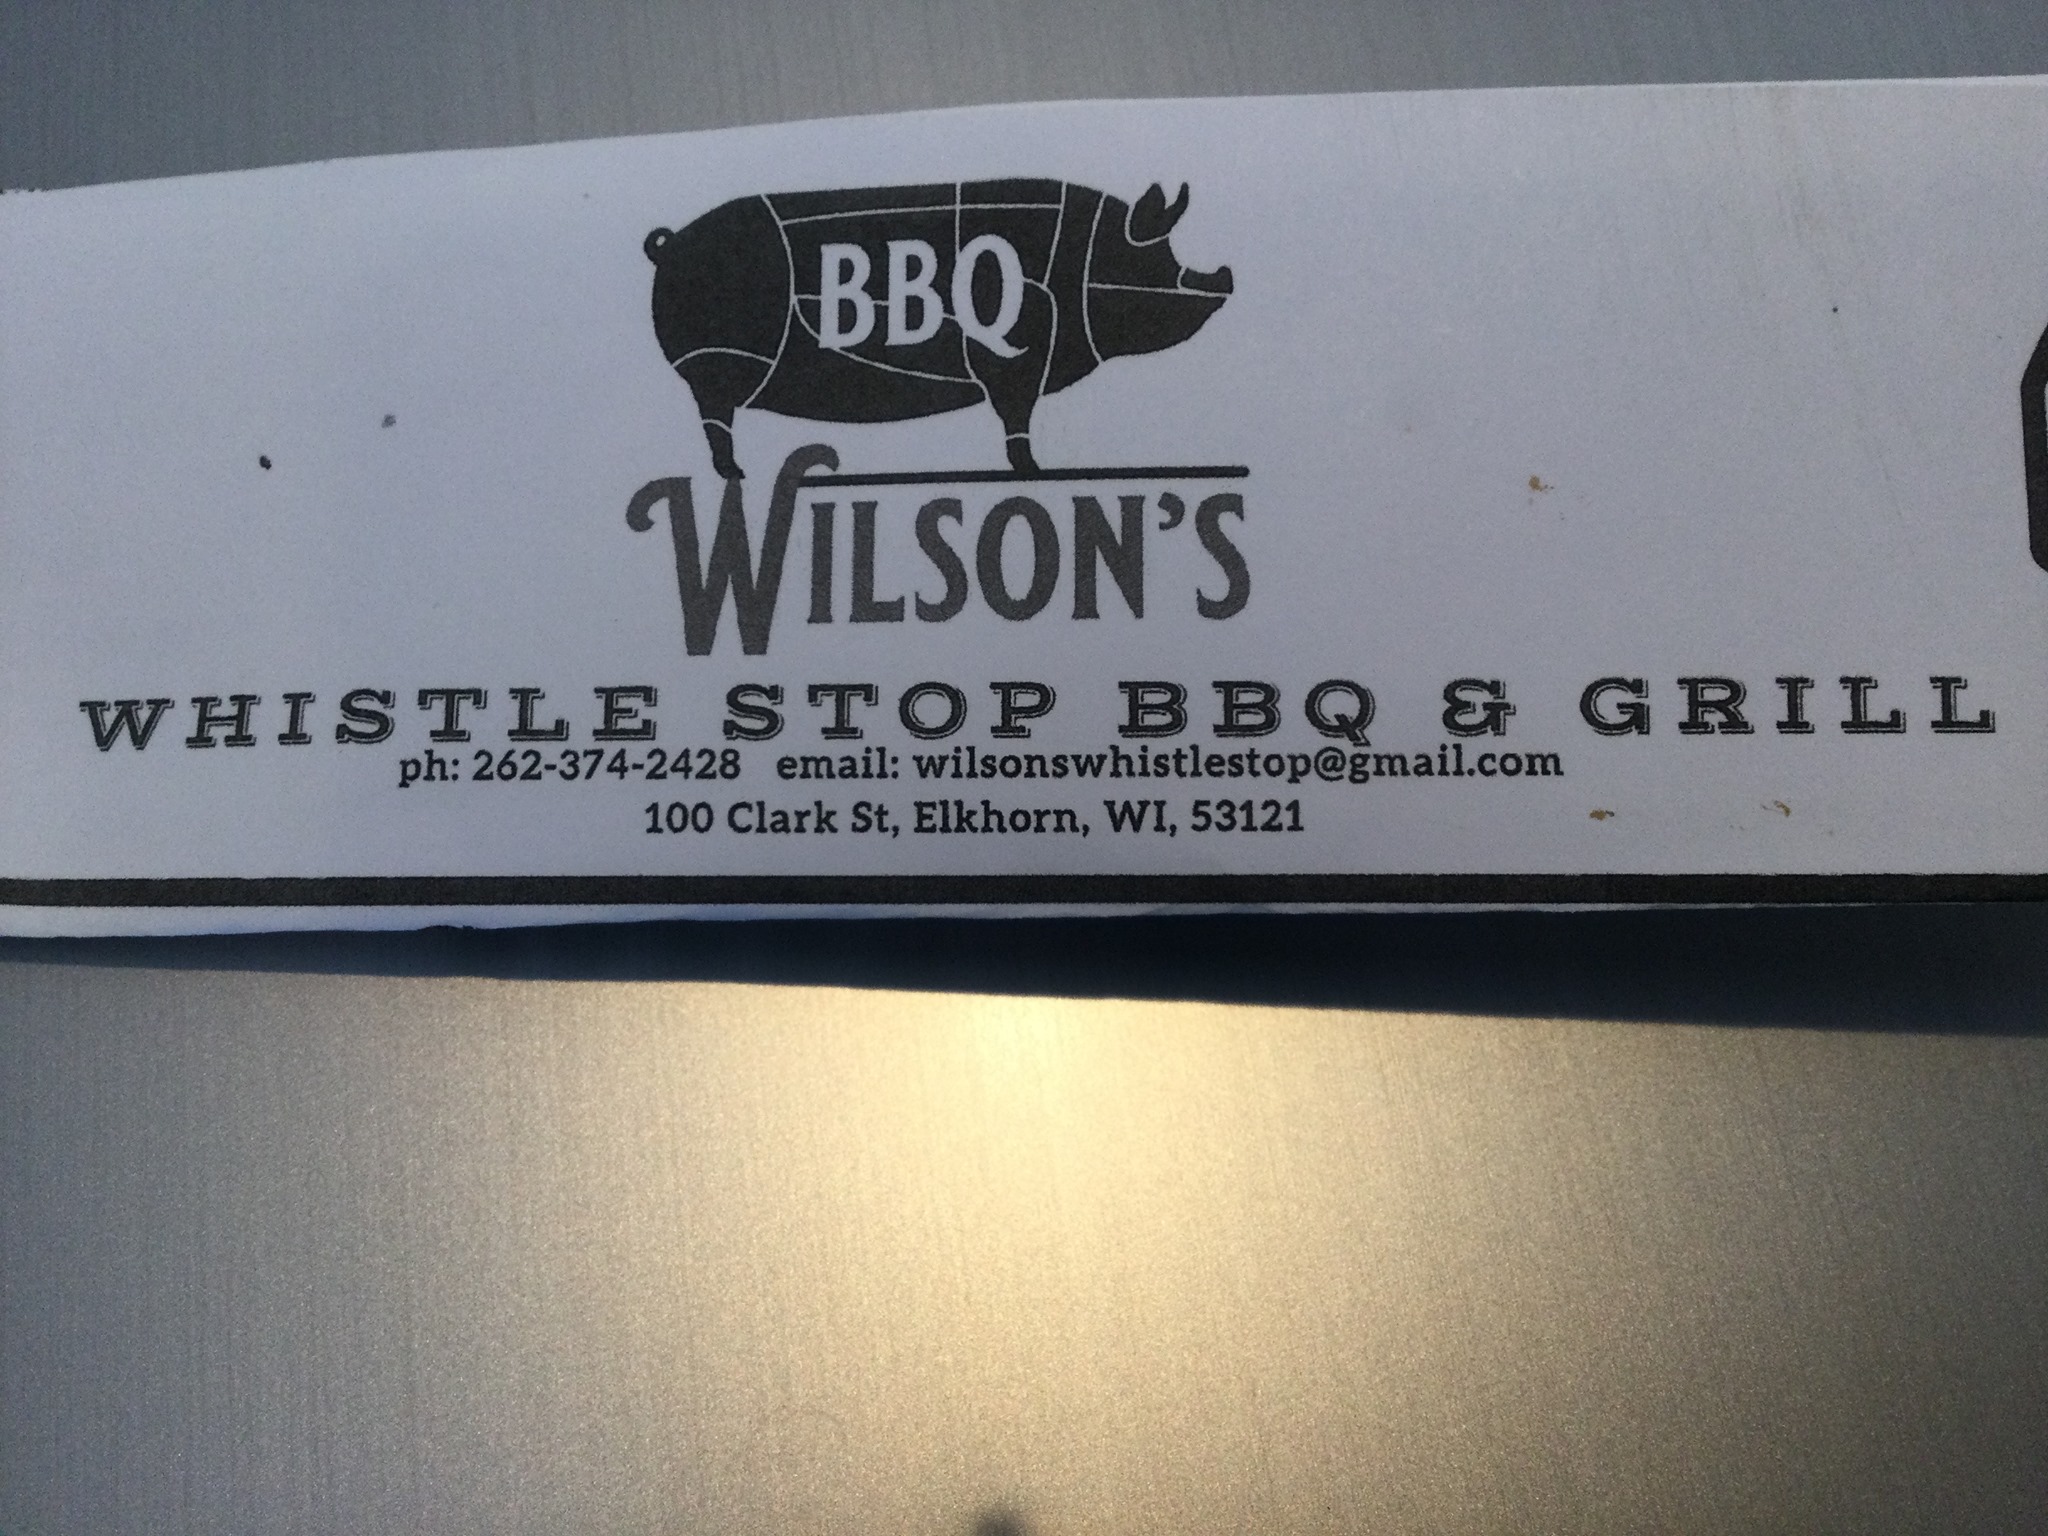 BBQ
WILSON'S
WHISTLE STOP BBQ & GRILL
ph: 262-374-2428 email: wilsonswhistlestop@gmail.com
100 Clark St, Elkhorn, WI, 53121